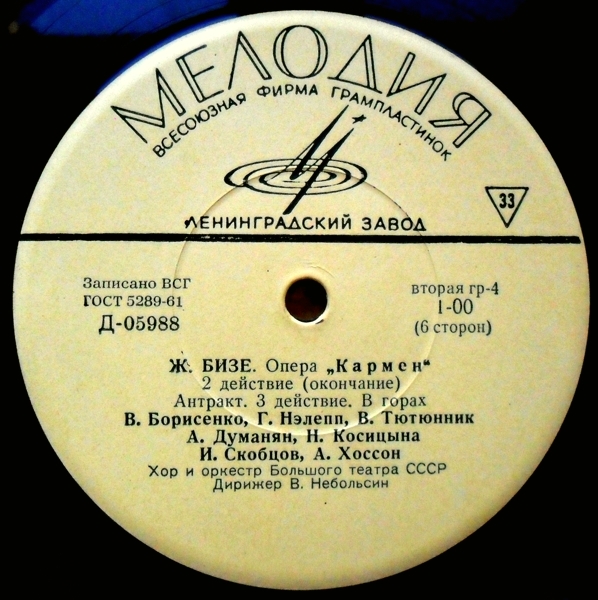 МЕЛОДИЯ
ВСЕСОЮЗНАЯ ФИРМА ГРАМПЛАСТИНОК
ЛЕНИНГРАДСКИЙ ЗАВОД
33
Записано ВСГ
ГОСТ 5289-61
Д-05988
вторая гр-4
1-00
(6 сторон)
Ж. БИЗЕ. Опера „Кармен“
2 действие (окончание)
Антракт. 3 действие. В горах
В. Борисенко, Г. Нэлепп, В. Тютюнник
А. Думанян, Н. Косицына
И. Скобцов, А. Хоссон
Хор и оркестр Большого театра СССР
Дирижер В. Небольсин